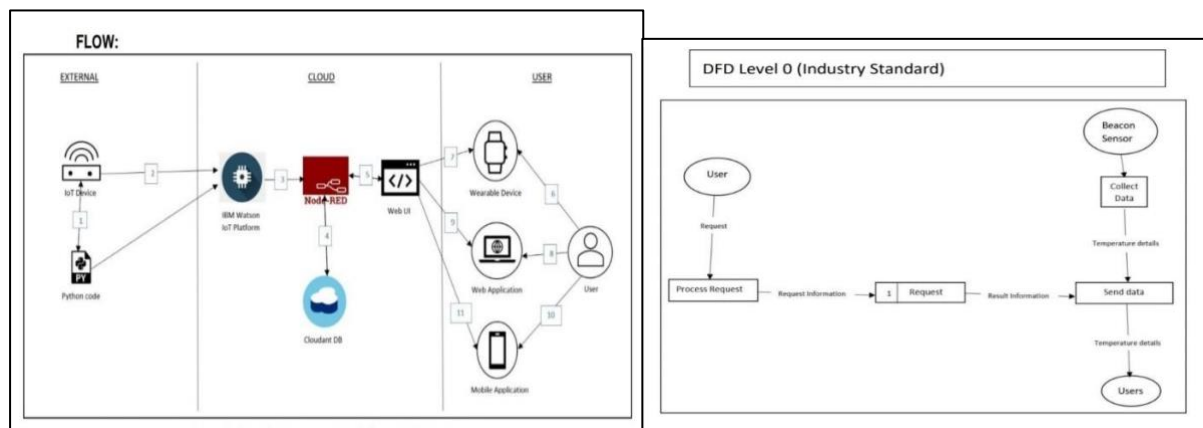 FLOW:
EXTERNAL
CLOUD
USER
IoT Device
1
2
PY
Python code
IBM Watson
IoT Platform
3
Node-RED
4
Cloudant DB
5
Web UI
7
Wearable Device
6
9
Web Application
8
User
11
10
Mobile Application
DFD Level 0 (Industry Standard)
User
Request
Process Request
Request Information
1
Request
Result Information
Beacon
Sensor
Collect
Data
Temperature details
Send data
Temperature details
Users